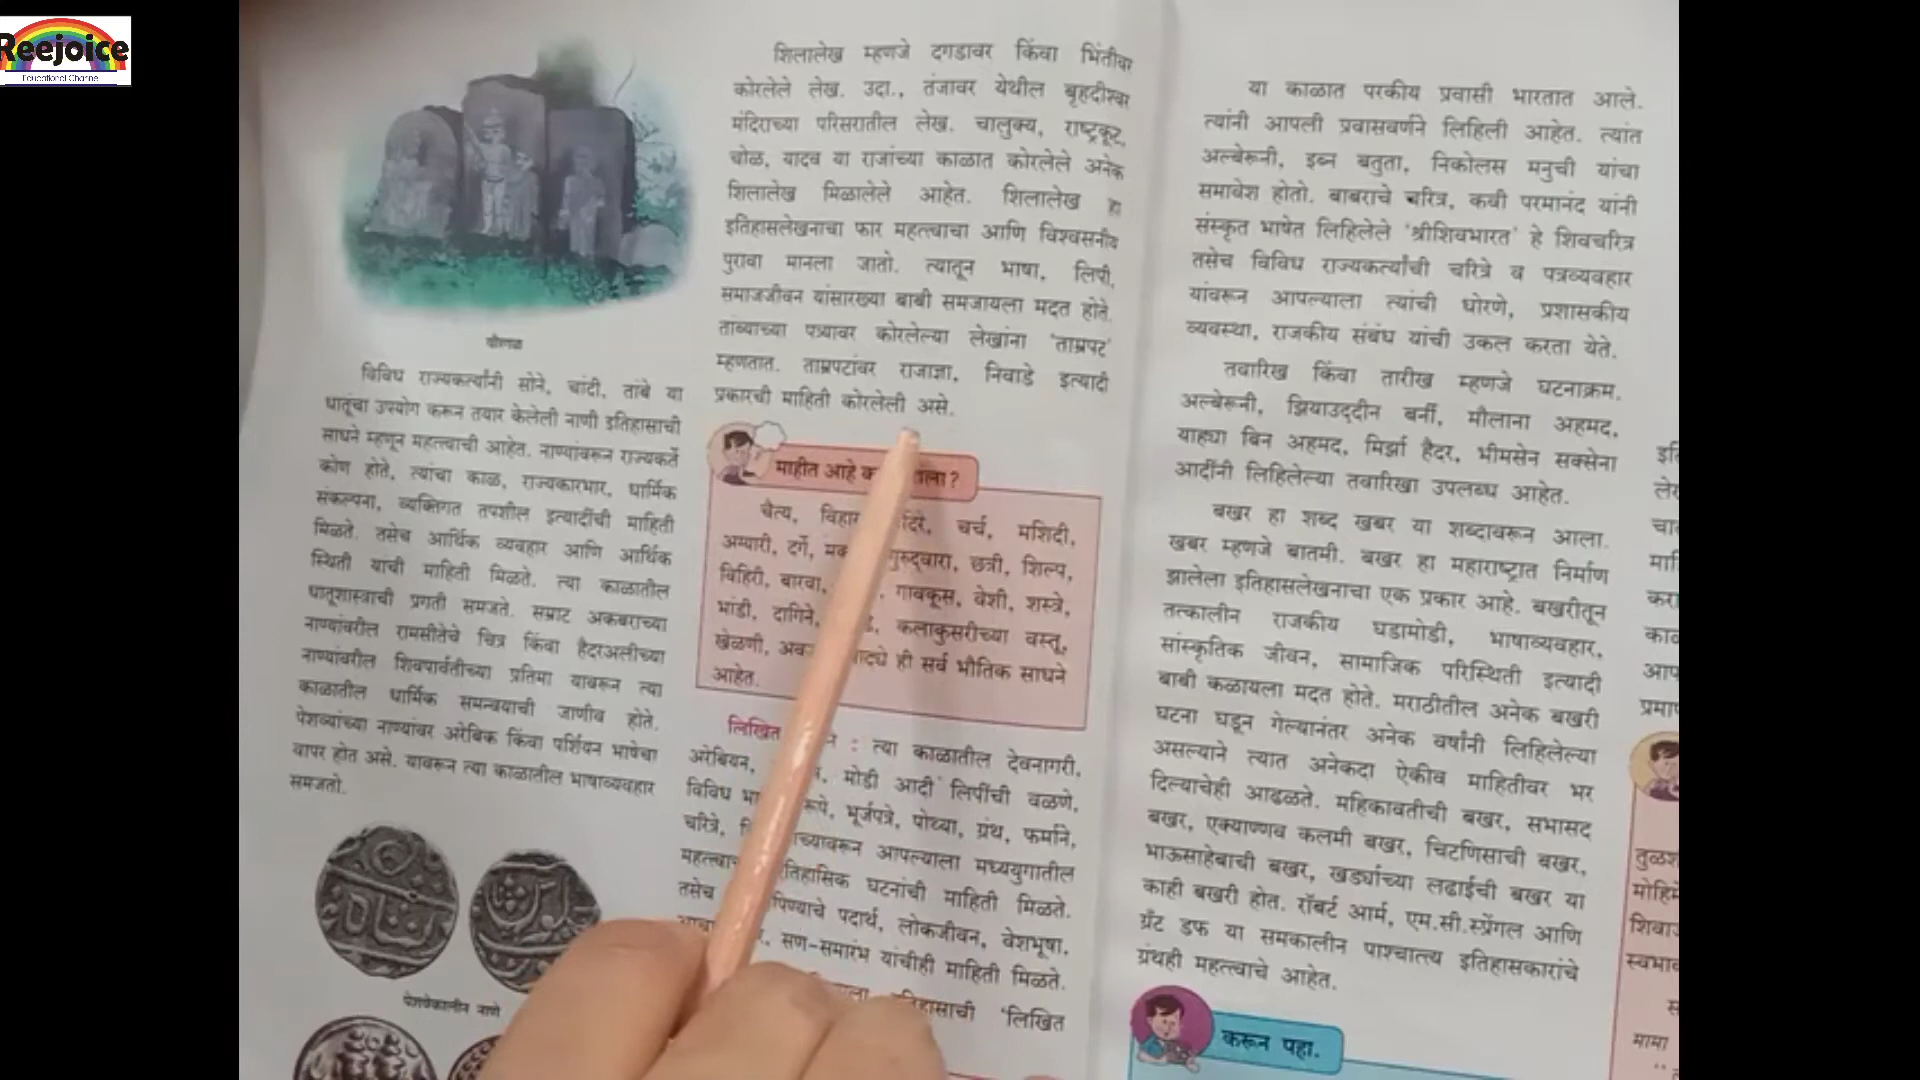 Reejoice
Educational Channel
वीरगळ
विविध राज्यकर्त्यांनी सोने, चांदी, तांबे या
धातूंचा उपयोग करून तयार केलेली नाणी इतिहासाची
साधने म्हणून महत्त्वाची आहेत. नाण्यांवरून राज्यकर्ते
कोण होते, त्यांचा काळ, राज्यकारभार, धार्मिक
संकल्पना, व्यक्तिगत तपशील इत्यादींची माहिती
मिळते. तसेच आर्थिक व्यवहार आणि आर्थिक
स्थिती यांची माहिती मिळते. त्या काळातील
धातूशास्त्राची प्रगती समजते. सम्राट अकबराच्या
नाण्यांवरील रामसीतेचे चित्र किंवा हैदरअलीच्या
नाण्यांवरील शिवपार्वतीच्या प्रतिमा यावरून त्या
काळातील धार्मिक समन्वयाची जाणीव होते.
पेशव्यांच्या नाण्यांवर अरेबिक किंवा पर्शियन भाषेचा
वापर होत असे. यावरून त्या काळातील भाषाव्यवहार
समजतो.
पेशवेकालीन नाणे
शिलालेख म्हणजे दगडावर किंवा भिंतीवर
कोरलेले लेख. उदा., तंजावर येथील बृहदीश्वर
मंदिराच्या परिसरातील लेख. चालुक्य, राष्ट्रकूट,
चोळ, यादव या राजांच्या काळात कोरलेले अनेक
शिलालेख मिळालेले आहेत. शिलालेख हा
इतिहासलेखनाचा फार महत्त्वाचा आणि विश्वसनीय
पुरावा मानला जातो. त्यातून भाषा, लिपी,
समाजजीवन यांसारख्या बाबी समजायला मदत होते.
तांब्याच्या पत्र्यावर कोरलेल्या लेखांना 'ताम्रपट'
म्हणतात. ताम्रपटांवर राजाज्ञा, निवाडे इत्यादी
प्रकारची माहिती कोरलेली असे.
माहीत आहे का ?
चैत्य, विहार चर्च, मशिदी,
अग्यारी, दर्गे, गुरुद्वारा, छत्री, शिल्प,
विहिरी, बारवा, गावकूस, वेशी, शस्त्रे,
भांडी, दागिने, कलाकुसरीच्या वस्तू,
खेळणी, ही सर्व भौतिक साधने
आहेत.
लिखित : त्या काळातील देवनागरी,
अरेबियन, मोडी आदी लिपींची वळणे,
विविध भूर्जपत्रे, पोथ्या, ग्रंथ, फर्माने,
चरित्रे, आपल्याला मध्ययुगातील
घटनांची माहिती मिळते.
तसेच पदार्थ, लोकजीवन, वेशभूषा,
सण-समारंभ यांचीही माहिती मिळते.
'लिखित
या काळात परकीय प्रवासी भारतात आले.
त्यांनी आपली प्रवासवर्णने लिहिली आहेत. त्यांत
अल्बेरूनी, इब्न बतुता, निकोलस मनुची यांचा
समावेश होतो. बाबराचे चरित्र, कवी परमानंद यांनी
संस्कृत भाषेत लिहिलेले 'श्रीशिवभारत' हे शिवचरित्र
तसेच विविध राज्यकर्त्यांची चरित्रे व पत्रव्यवहार
यांवरून आपल्याला त्यांची धोरणे, प्रशासकीय
व्यवस्था, राजकीय संबंध यांची उकल करता येते.
तवारिख किंवा तारीख म्हणजे घटनाक्रम.
अल्बेरूनी, झियाउद्दीन बर्नी, मौलाना अहमद,
याह्या बिन अहमद, मिर्झा हैदर, भीमसेन सक्सेना
आदींनी लिहिलेल्या तवारिखा उपलब्ध आहेत.
बखर हा शब्द खबर या शब्दावरून आला.
खबर म्हणजे बातमी. बखर हा महाराष्ट्रात निर्माण
झालेला इतिहासलेखनाचा एक प्रकार आहे. बखरीतून
तत्कालीन राजकीय घडामोडी, भाषाव्यवहार,
सांस्कृतिक जीवन, सामाजिक परिस्थिती इत्यादी
बाबी कळायला मदत होते. मराठीतील अनेक बखरी
घटना घडून गेल्यानंतर अनेक वर्षांनी लिहिलेल्या
असल्याने त्यात अनेकदा ऐकीव माहितीवर भर
दिल्याचेही आढळते. महिकावतीची बखर, सभासद
बखर, एक्याण्णव कलमी बखर, चिटणिसाची बखर,
भाऊसाहेबाची बखर, खर्ड्याच्या लढाईची बखर या
काही बखरी होत. रॉबर्ट आर्म, एम.सी.स्प्रेंगल आणि
ग्रँट डफ या समकालीन पाश्चात्त्य इतिहासकारांचे
ग्रंथही महत्त्वाचे आहेत.
करून पहा.